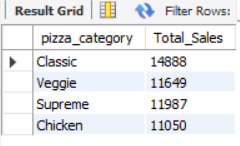 Result Grid Filter Rows:
pizza_category Total_Sales
Classic 14888
Veggie 11649
Supreme 11987
Chicken 11050